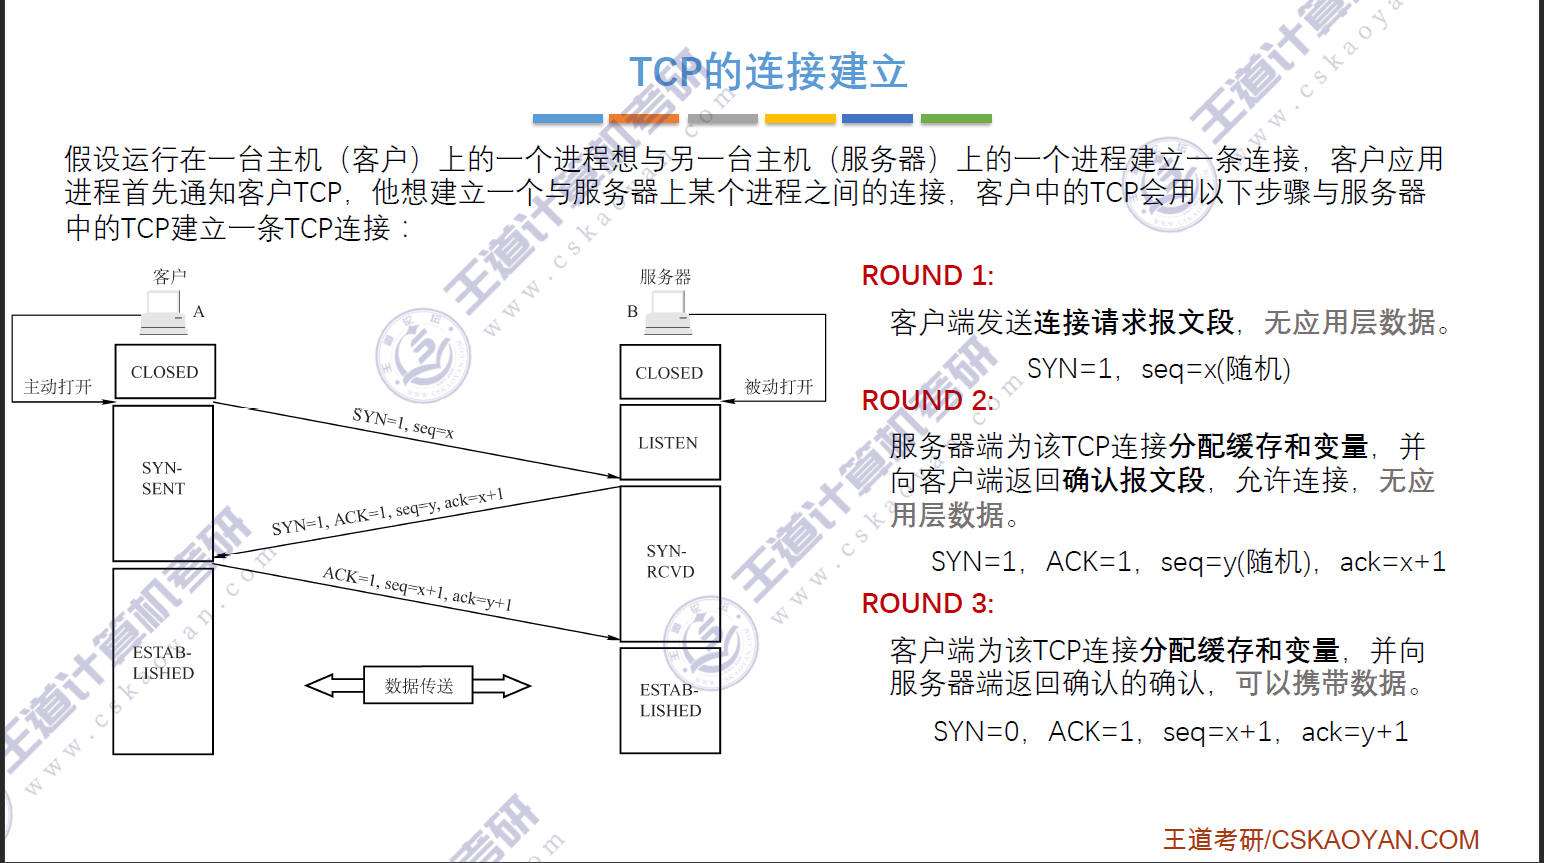 TCP的连接建立
假设运行在一台主机（客户）上的一个进程想与另一台主机（服务器）上的一个进程建立一条连接，客户应用
进程首先通知客户TCP，他想建立一个与服务器上某个进程之间的连接，客户中的TCP会用以下步骤与服务器
中的TCP建立一条TCP连接：
客户
A
服务器
B
CLOSED
主动打开
CLOSED
被动打开
SYN=1, seq=x
LISTEN
SYN-
SENT
SYN=1, ACK=1, seq=y, ack=x+1
SYN-
RCVD
ACK=1, seq=x+1, ack=y+1
ESTAB-
LISHED
数据传送
ESTAB-
LISHED
ROUND 1:
客户端发送连接请求报文段，无应用层数据。
SYN=1，seq=x(随机)
ROUND 2:
服务器端为该TCP连接分配缓存和变量，并
向客户端返回确认报文段，允许连接，无应
用层数据。
SYN=1，ACK=1，seq=y(随机)，ack=x+1
ROUND 3:
客户端为该TCP连接分配缓存和变量，并向
服务器端返回确认的确认，可以携带数据。
SYN=0，ACK=1，seq=x+1，ack=y+1
王道考研/CSKAOYAN.COM
王道计算机考研
www.cskaoyan.com